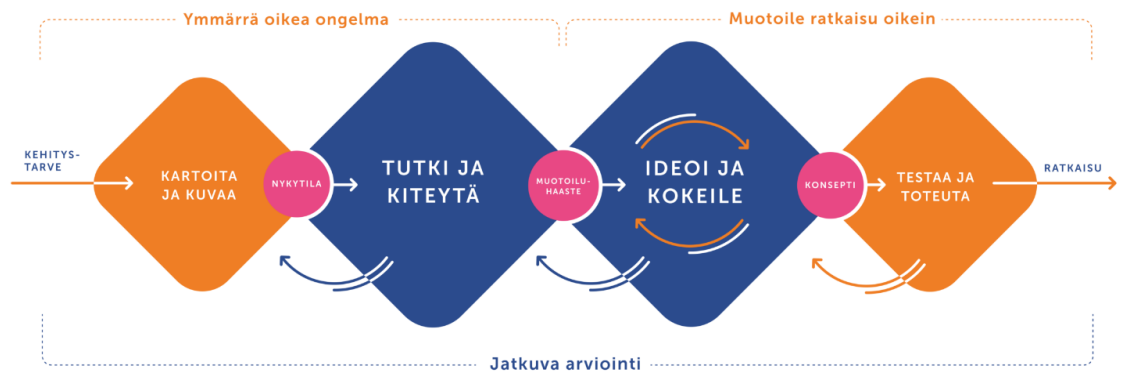 Ymmärrä oikea ongelma
Muotoile ratkaisu oikein
KEHITYS-
TARVE
KARTOITA
JA KUVAA
NYKYTILA
TUTKI JA
KITEYTÄ
MUOTOILU-
HAASTE
IDEOI JA
KOKEILE
KONSEPTI
TESTAA JA
TOTEUTA
RATKAISU
Jatkuva arviointi